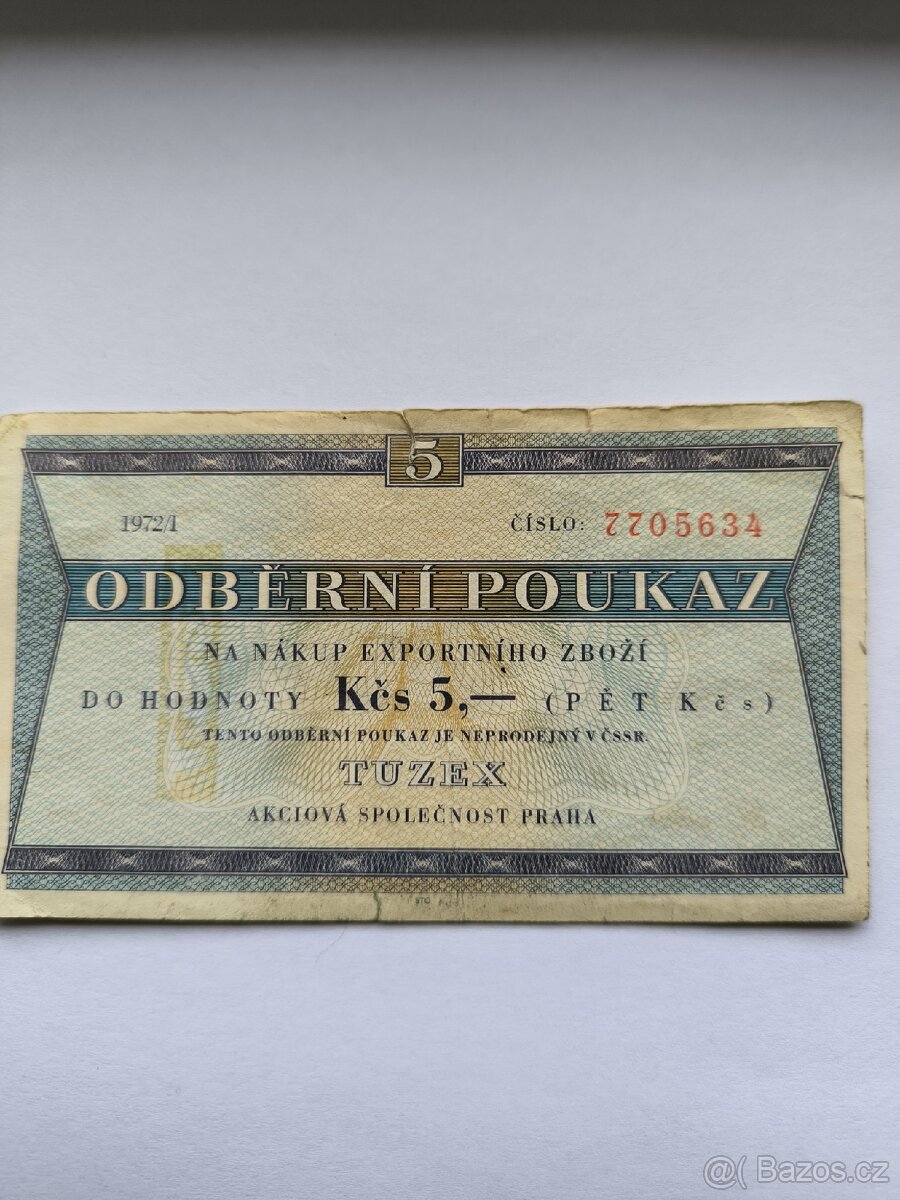 5
1972/I
ČÍSLO: 7705634
ODBĚRNÍ POUKAZ
NA NÁKUP EXPORTNÍHO ZBOŽÍ
DO HODNOTY Kčs 5,— (PĚT Kčs)
TENTO ODBĚRNÍ POUKAZ JE NEPRODEJNÝ V ČSSR.
TUZEX
AKCIOVÁ SPOLEČNOST PRAHA
STC
@( Bazos.cz